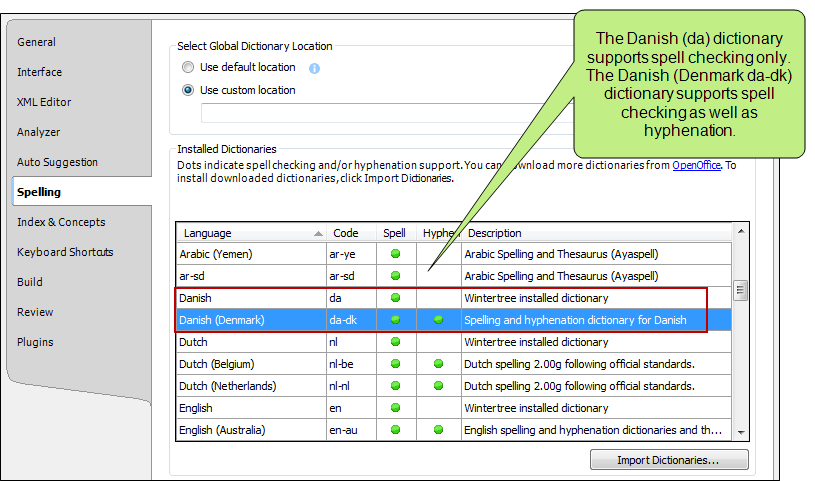 General
Interface
XML Editor
Analyzer
Auto Suggestion
Spelling
Index & Concepts
Keyboard Shortcuts
Build
Review
Plugins
Select Global Dictionary Location
Use default location
Use custom location
The Danish (da) dictionary
supports spell checking only.
The Danish (Denmark da-dk)
dictionary supports spell
checking as well as
hyphenation.
Installed Dictionaries
Dots indicate spell checking and/or hyphenation support. You can download more dictionaries from OpenOffice. To
install downloaded dictionaries, click Import Dictionaries.
Language Code Spell Hyphen Description
Arabic (Yemen) ar-ye Arabic Spelling and Thesaurus (Ayaspell)
ar-sd ar-sd Arabic Spelling and Thesaurus (Ayaspell)
Danish da Wintertree installed dictionary
Danish (Denmark) da-dk Spelling and hyphenation dictionary for Danish
Dutch nl Wintertree installed dictionary
Dutch (Belgium) nl-be Dutch spelling 2.00g following official standards.
Dutch (Netherlands) nl-nl Dutch spelling 2.00g following official standards.
English en Wintertree installed dictionary
English (Australia) en-au English spelling and hyphenation dictionaries and th...
Import Dictionaries...